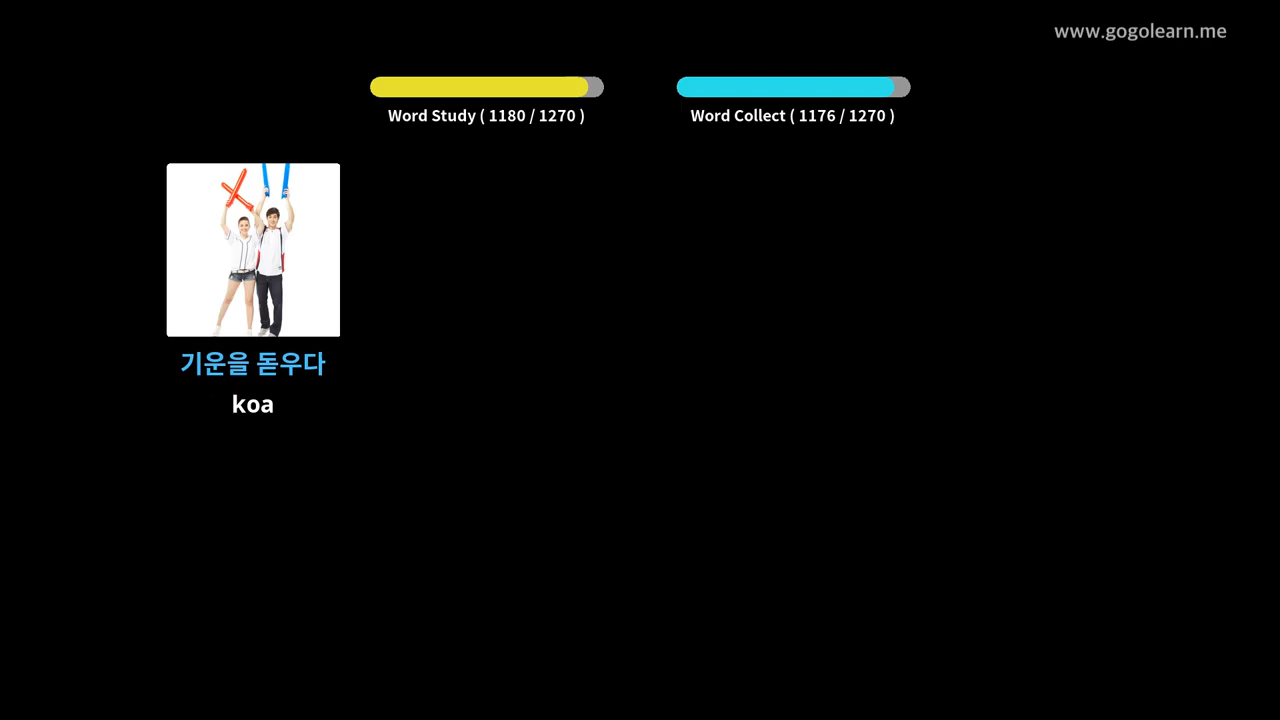 www.gogolearn.me
Word Study ( 1180 / 1270 )
Word Collect ( 1176 / 1270 )
기운을 돋우다
koa